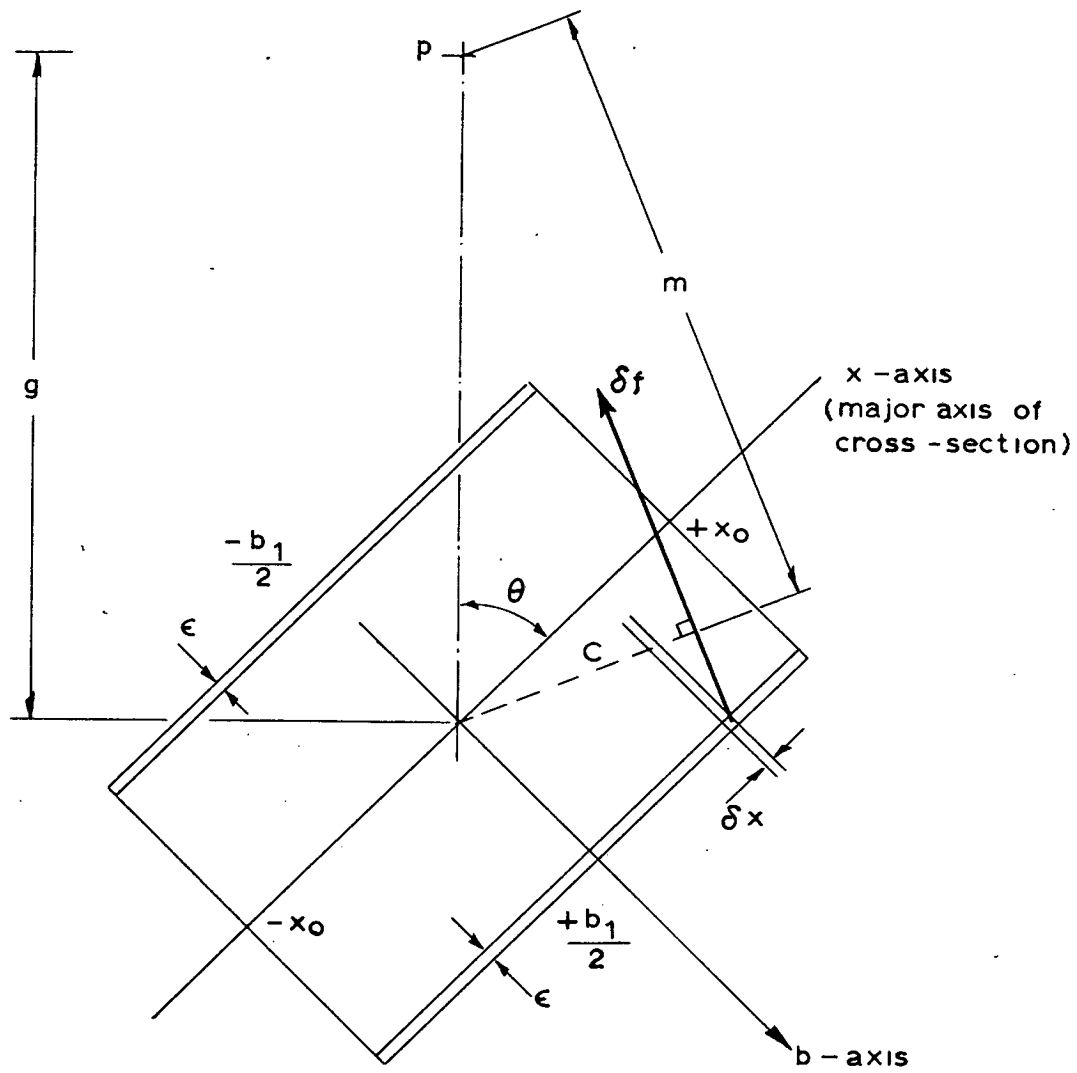 p
m
g
δf
x - axis
(major axis of
cross - section)
+x₀
-b₁/2
θ
ϵ
C
δx
-x₀
+b₁/2
ϵ
b - axis